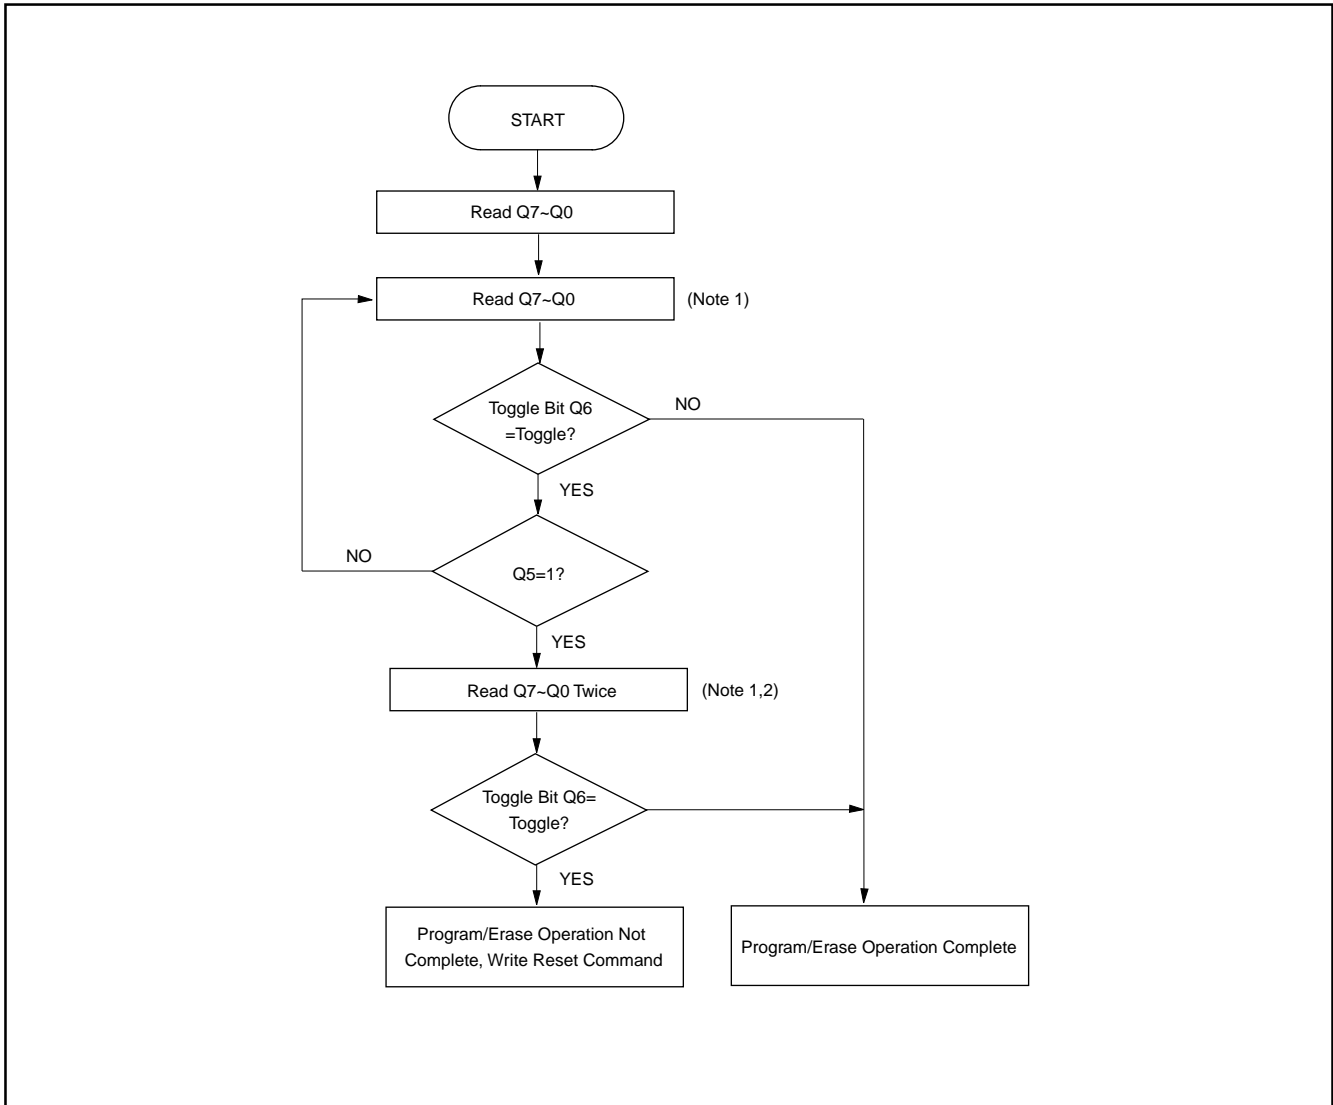 START
Read Q7~Q0
Read Q7~Q0
(Note 1)
Toggle Bit Q6
=Toggle?
NO
YES
NO
Q5=1?
YES
Read Q7~Q0 Twice
(Note 1,2)
Toggle Bit Q6=
Toggle?
YES
Program/Erase Operation Not
Complete, Write Reset Command
Program/Erase Operation Complete